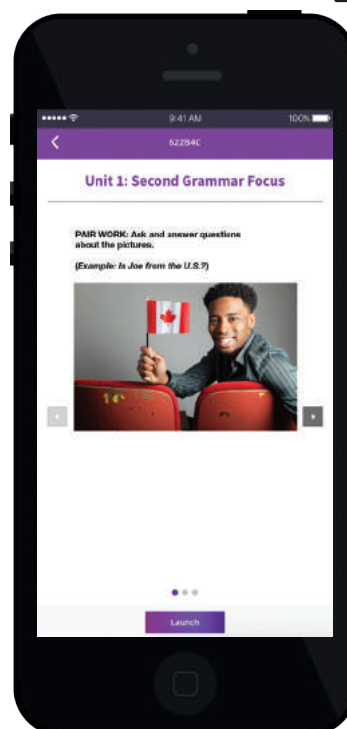 9:41 AM
100%
622B4C
Unit 1: Second Grammar Focus
PAIR WORK: Ask and answer questions
about the pictures.
(Example: Is Joe from the U.S.?)
Launch